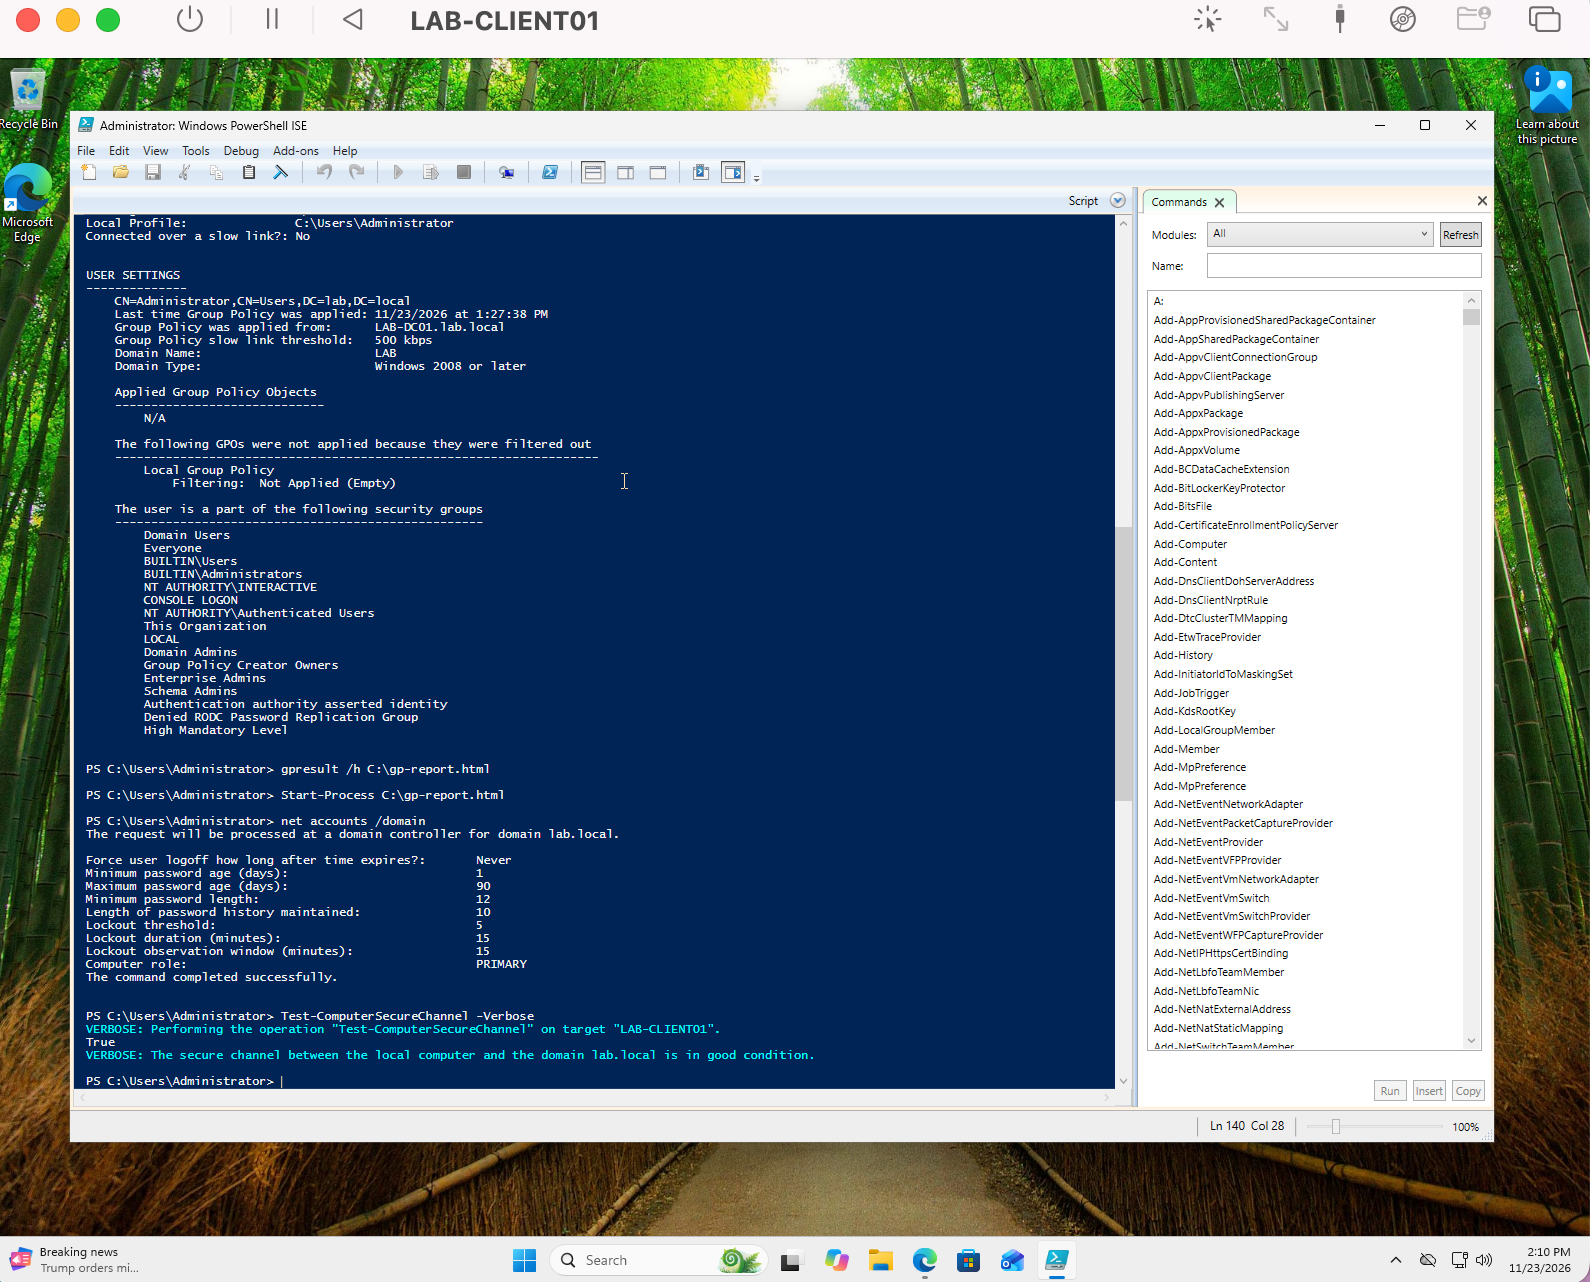 LAB-CLIENT01
Recycle Bin
Microsoft
Edge
Learn about
this picture
Administrator: Windows PowerShell ISE
File Edit View Tools Debug Add-ons Help
Script
Local Profile: C:\Users\Administrator
Connected over a slow link?: No
USER SETTINGS
--------------
CN=Administrator,CN=Users,DC=lab,DC=local
Last time Group Policy was applied: 11/23/2026 at 1:27:38 PM
Group Policy was applied from: LAB-DC01.lab.local
Group Policy slow link threshold: 500 kbps
Domain Name: LAB
Domain Type: Windows 2008 or later
Applied Group Policy Objects
-----------------------------
N/A
The following GPOs were not applied because they were filtered out
-------------------------------------------------------------------
Local Group Policy
Filtering: Not Applied (Empty)
The user is a part of the following security groups
---------------------------------------------------
Domain Users
Everyone
BUILTIN\Users
BUILTIN\Administrators
NT AUTHORITY\INTERACTIVE
CONSOLE LOGON
NT AUTHORITY\Authenticated Users
This Organization
LOCAL
Domain Admins
Group Policy Creator Owners
Enterprise Admins
Schema Admins
Authentication authority asserted identity
Denied RODC Password Replication Group
High Mandatory Level
PS C:\Users\Administrator> gpresult /h C:\gp-report.html
PS C:\Users\Administrator> Start-Process C:\gp-report.html
PS C:\Users\Administrator> net accounts /domain
The request will be processed at a domain controller for domain lab.local.
Force user logoff how long after time expires?: Never
Minimum password age (days): 1
Maximum password age (days): 90
Minimum password length: 12
Length of password history maintained: 10
Lockout threshold: 5
Lockout duration (minutes): 15
Lockout observation window (minutes): 15
Computer role: PRIMARY
The command completed successfully.
PS C:\Users\Administrator> Test-ComputerSecureChannel -Verbose
VERBOSE: Performing the operation "Test-ComputerSecureChannel" on target "LAB-CLIENT01".
True
VERBOSE: The secure channel between the local computer and the domain lab.local is in good condition.
PS C:\Users\Administrator>
Commands
Modules: All Refresh
Name:
A:
Add-AppProvisionedSharedPackageContainer
Add-AppSharedPackageContainer
Add-AppvClientConnectionGroup
Add-AppvClientPackage
Add-AppvPublishingServer
Add-AppxPackage
Add-AppxProvisionedPackage
Add-AppxVolume
Add-BCDataCacheExtension
Add-BitLockerKeyProtector
Add-BitsFile
Add-CertificateEnrollmentPolicyServer
Add-Computer
Add-Content
Add-DnsClientDohServerAddress
Add-DnsClientNrptRule
Add-DtcClusterTMMapping
Add-EtwTraceProvider
Add-History
Add-InitiatorIdToMaskingSet
Add-JobTrigger
Add-KdsRootKey
Add-LocalGroupMember
Add-Member
Add-MpPreference
Add-MpPreference
Add-NetEventNetworkAdapter
Add-NetEventPacketCaptureProvider
Add-NetEventProvider
Add-NetEventVFPProvider
Add-NetEventVmNetworkAdapter
Add-NetEventVmSwitch
Add-NetEventVmSwitchProvider
Add-NetEventWFPCaptureProvider
Add-NetIPHttpsCertBinding
Add-NetLbfoTeamMember
Add-NetLbfoTeamNic
Add-NetNatExternalAddress
Add-NetNatStaticMapping
Add-NetSwitchTeamMember
Run Insert Copy
Ln 140 Col 28
100%
Breaking news
Trump orders mi...
Search
2:10 PM
11/23/2026